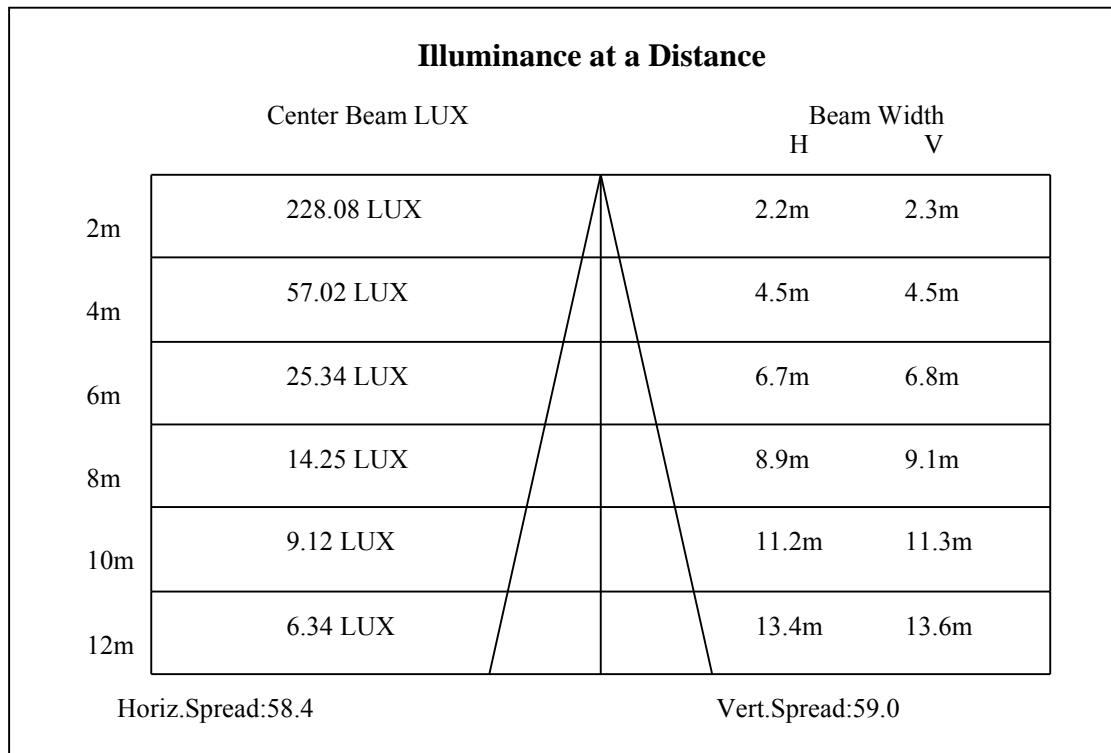 Illuminance at a Distance
Center Beam LUX Beam Width
H V
2m 228.08 LUX 2.2m 2.3m
4m 57.02 LUX 4.5m 4.5m
6m 25.34 LUX 6.7m 6.8m
8m 14.25 LUX 8.9m 9.1m
10m 9.12 LUX 11.2m 11.3m
12m 6.34 LUX 13.4m 13.6m
Horiz.Spread:58.4 Vert.Spread:59.0